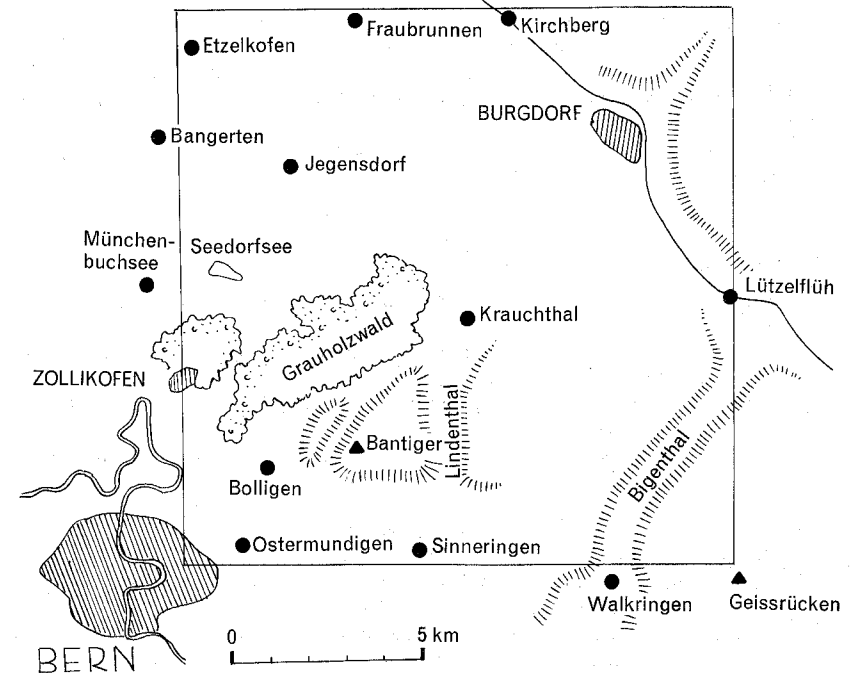 Etzelkofen
Fraubrunnen
Kirchberg
BURGDORF
Bangerten
Jegensdorf
München-
buchsee
Seedorfsee
Lützelflüh
Krauchthal
Grauholzwald
ZOLLIKOFEN
Bantiger
Lindenthal
Bigenthal
Bolligen
Ostermundigen
Sinneringen
Walkringen
Geissrücken
0 5 km
BERN